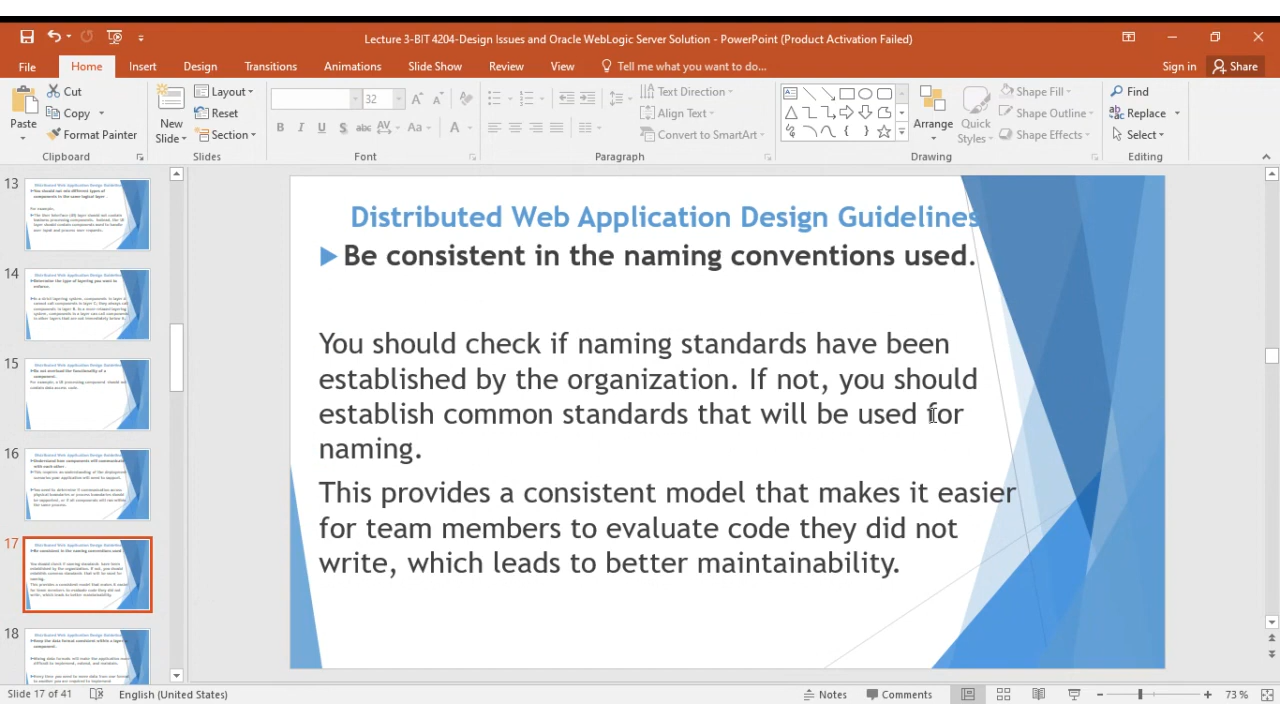 Lecture 3-BIT 4204-Design Issues and Oracle WebLogic Server Solution - PowerPoint (Product Activation Failed)
File Home Insert Design Transitions Animations Slide Show Review View Tell me what you want to do... Sign in Share
Paste
Cut
Copy
Format Painter
Clipboard
New
Slide
Layout
Reset
Section
Slides
32
Font
Text Direction
Align Text
Convert to SmartArt
Paragraph
Arrange
Quick
Styles
Shape Fill
Shape Outline
Shape Effects
Drawing
Find
Replace
Select
Editing
13
14
15
16
17
18
Distributed Web Application Design Guidelines
Be consistent in the naming conventions used.
You should check if naming standards have been
established by the organization. If not, you should
establish common standards that will be used for
naming.
This provides a consistent model that makes it easier
for team members to evaluate code they did not
write, which leads to better maintainability.
Slide 17 of 41 English (United States) Notes Comments 73 %